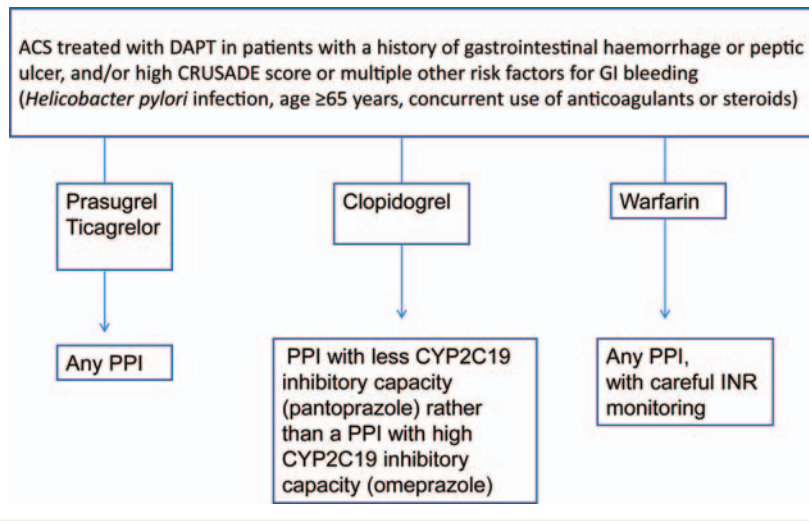 ACS treated with DAPT in patients with a history of gastrointestinal haemorrhage or peptic
ulcer, and/or high CRUSADE score or multiple other risk factors for GI bleeding
(Helicobacter pylori infection, age ≥65 years, concurrent use of anticoagulants or steroids)
Prasugrel
Ticagrelor
Clopidogrel
Warfarin
Any PPI
PPI with less CYP2C19
inhibitory capacity
(pantoprazole) rather
than a PPI with high
CYP2C19 inhibitory
capacity (omeprazole)
Any PPI,
with careful INR
monitoring